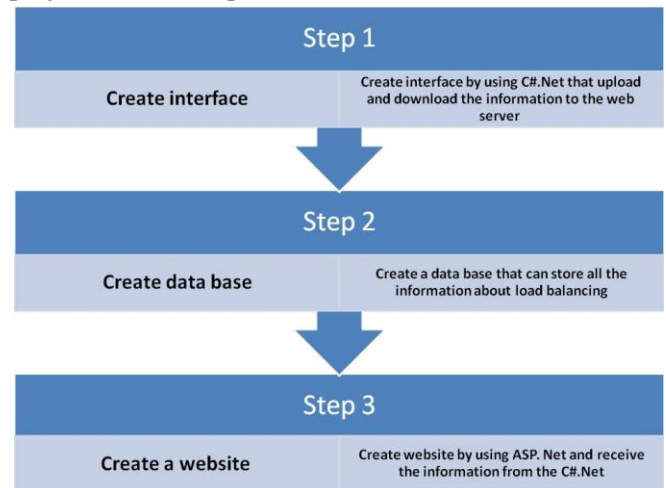 Step 1
Create interface
Create interface by using C#.Net that upload
and download the information to the web
server
Step 2
Create data base
Create a data base that can store all the
information about load balancing
Step 3
Create a website
Create website by using ASP. Net and receive
the information from the C#.Net